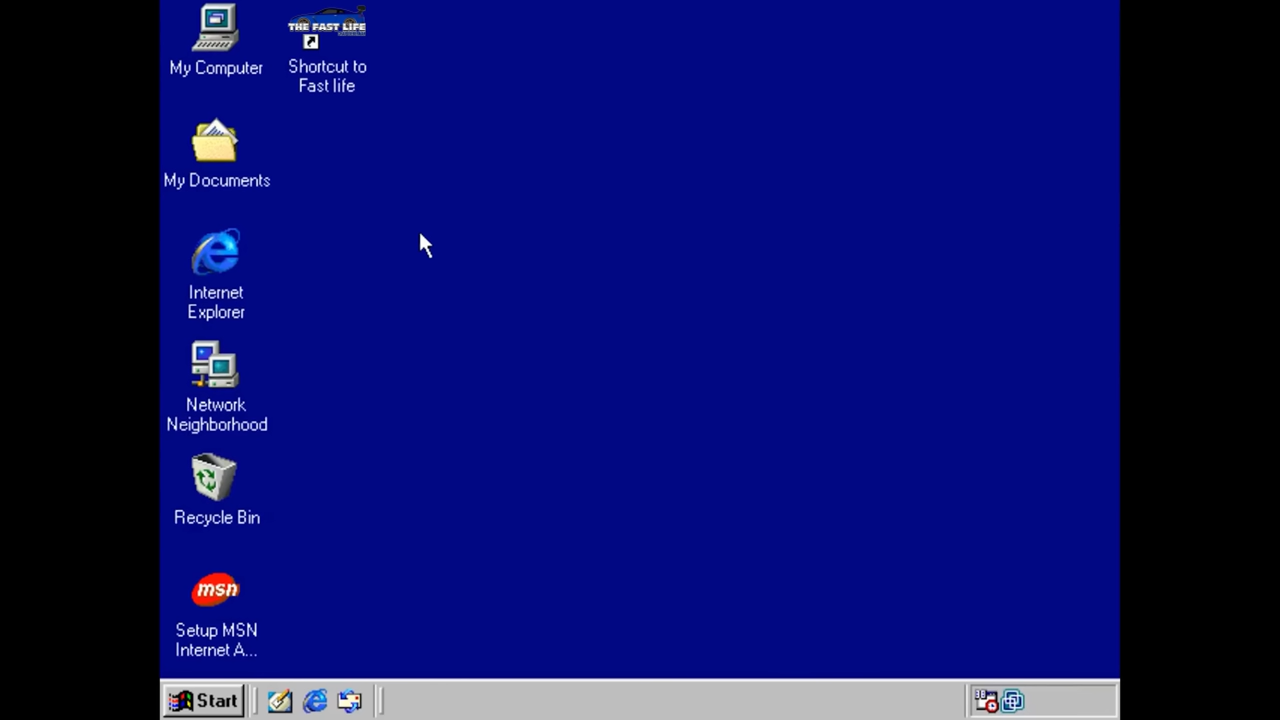 My Computer
THE FAST LIFE
Shortcut to
Fast life
My Documents
Internet
Explorer
Network
Neighborhood
Recycle Bin
msn
Setup MSN
Internet A...
Start